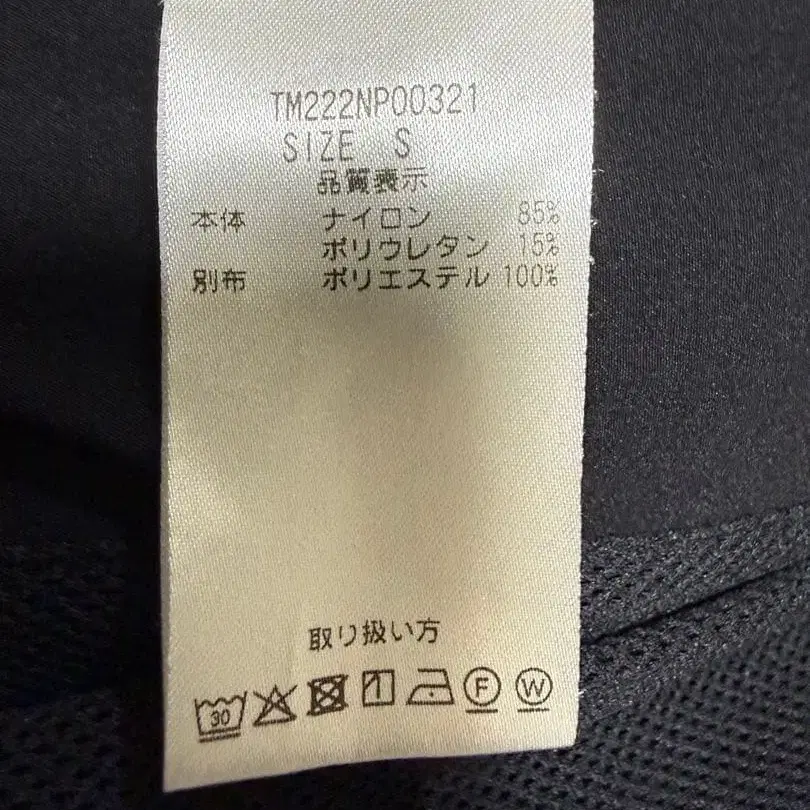 TM222NP00321
SIZE S
品質表示
本体 ナイロン 85%
ポリウレタン 15%
別布 ポリエステル 100%
取り扱い方
30 F W